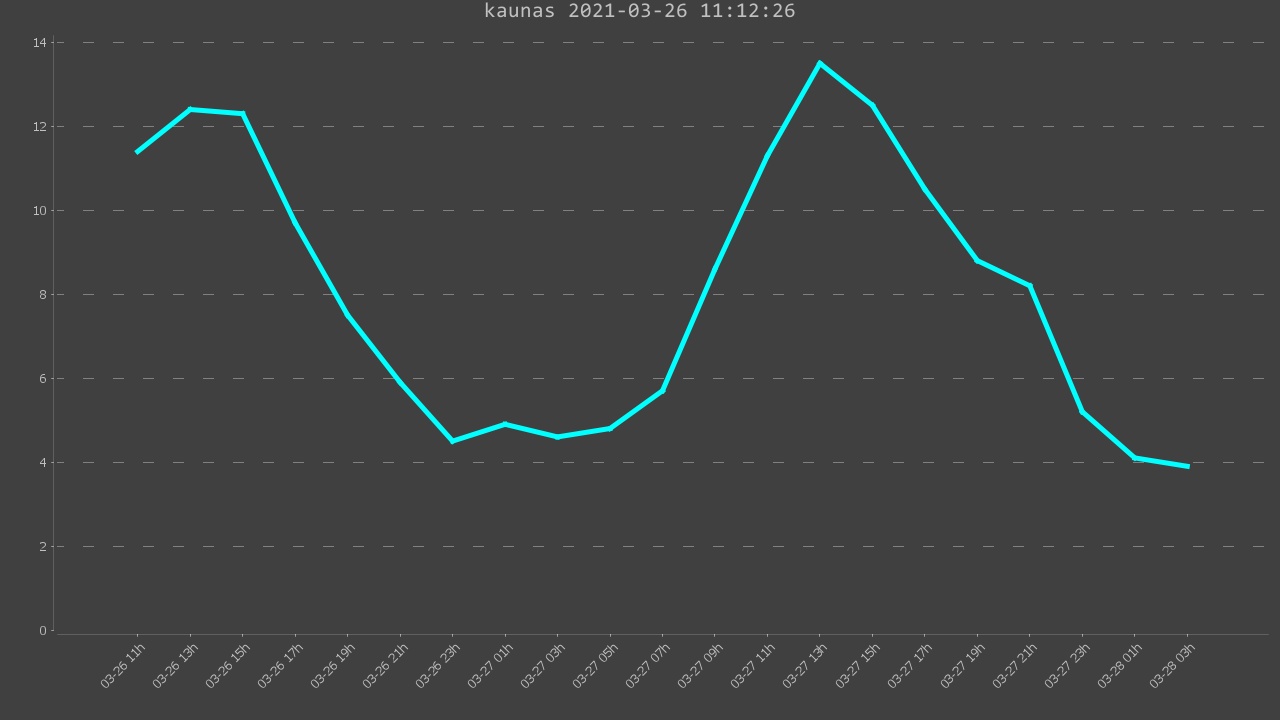 kaunas 2021-03-26 11:12:26
14
12
10
8
6
4
2
0
03-26 11h
03-26 13h
03-26 15h
03-26 17h
03-26 19h
03-26 21h
03-26 23h
03-27 01h
03-27 03h
03-27 05h
03-27 07h
03-27 09h
03-27 11h
03-27 13h
03-27 15h
03-27 17h
03-27 19h
03-27 21h
03-27 23h
03-28 01h
03-28 03h